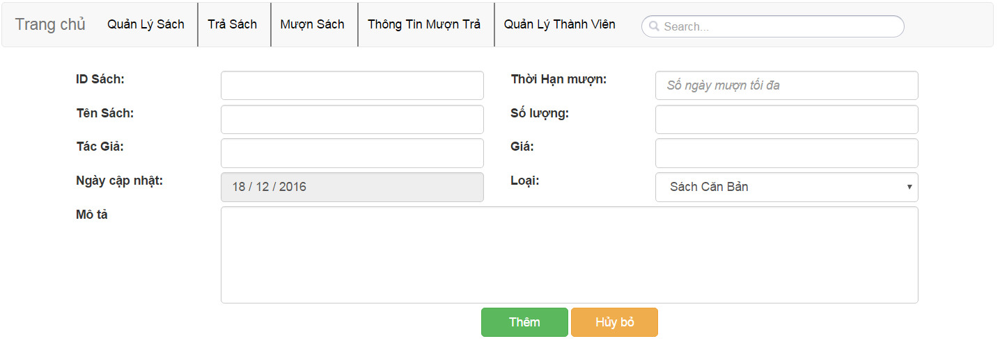 Trang chủ Quản Lý Sách Trả Sách Mượn Sách Thông Tin Mượn Trả Quản Lý Thành Viên Search...
ID Sách: Thời Hạn mượn: Số ngày mượn tối đa
Tên Sách: Số lượng:
Tác Giả: Giá:
Ngày cập nhật: 18 / 12 / 2016 Loại: Sách Căn Bản
Mô tả
Thêm Hủy bỏ